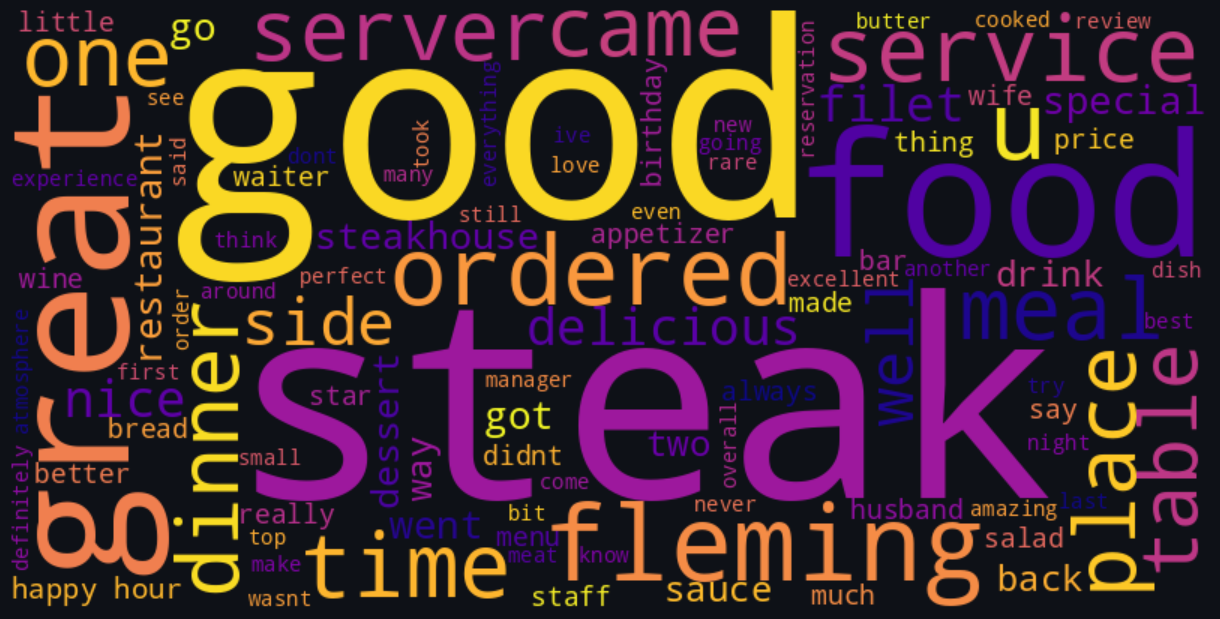 little
go
server
came
butter
cooked
review
one
service
good
great
see
everything
birthday
reservation
filet
wife
special
took
ive
new
going
rare
love
many
u
thing
price
food
restaurant
said
dont
waiter
experience
think
still
even
steakhouse
appetizer
ordered
perfect
excellent
bar
another
drink
dish
wine
around
order
side
made
delicious
well
meal
best
dinner
steak
first
nice
star
dessert
manager
got
always
try
say
night
bread
way
didnt
two
overall
place
table
better
small
come
atmosphere
definitely
really
went
bit
never
husband
amazing
last
top
menu
fleming
salad
make
time
meat
know
back
happy hour
wasnt
staff
sauce
much